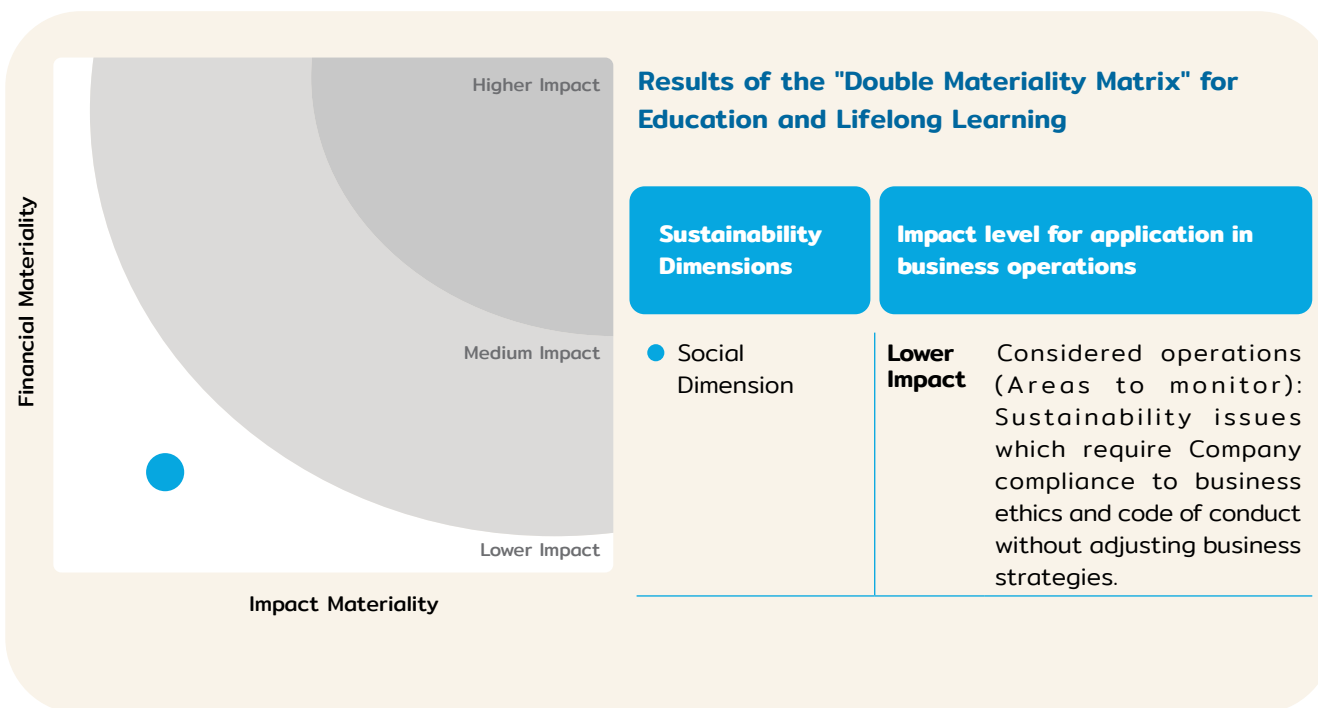 Higher Impact
Medium Impact
Lower Impact
Financial Materiality
Impact Materiality
Results of the "Double Materiality Matrix" for
Education and Lifelong Learning
Sustainability
Dimensions
Impact level for application in
business operations
Social
Dimension
Lower
Impact
Considered operations
(Areas to monitor):
Sustainability issues
which require Company
compliance to business
ethics and code of conduct
without adjusting business
strategies.